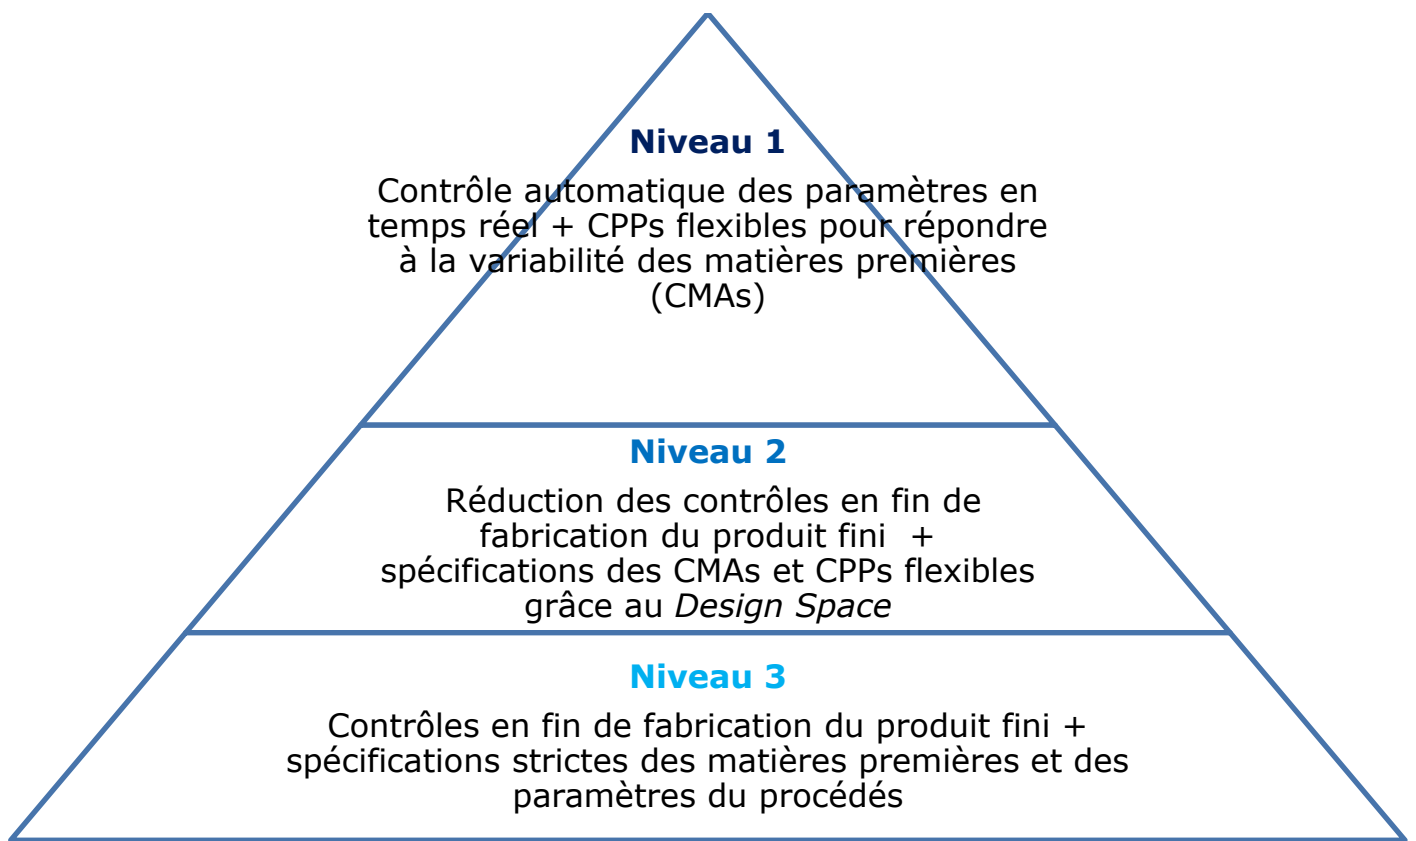 Niveau 1
Contrôle automatique des paramètres en
temps réel + CPPs flexibles pour répondre
à la variabilité des matières premières
(CMAs)
Niveau 2
Réduction des contrôles en fin de
fabrication du produit fini  +
spécifications des CMAs et CPPs flexibles
grâce au Design Space
Niveau 3
Contrôles en fin de fabrication du produit fini +
spécifications strictes des matières premières et des
paramètres du procédés